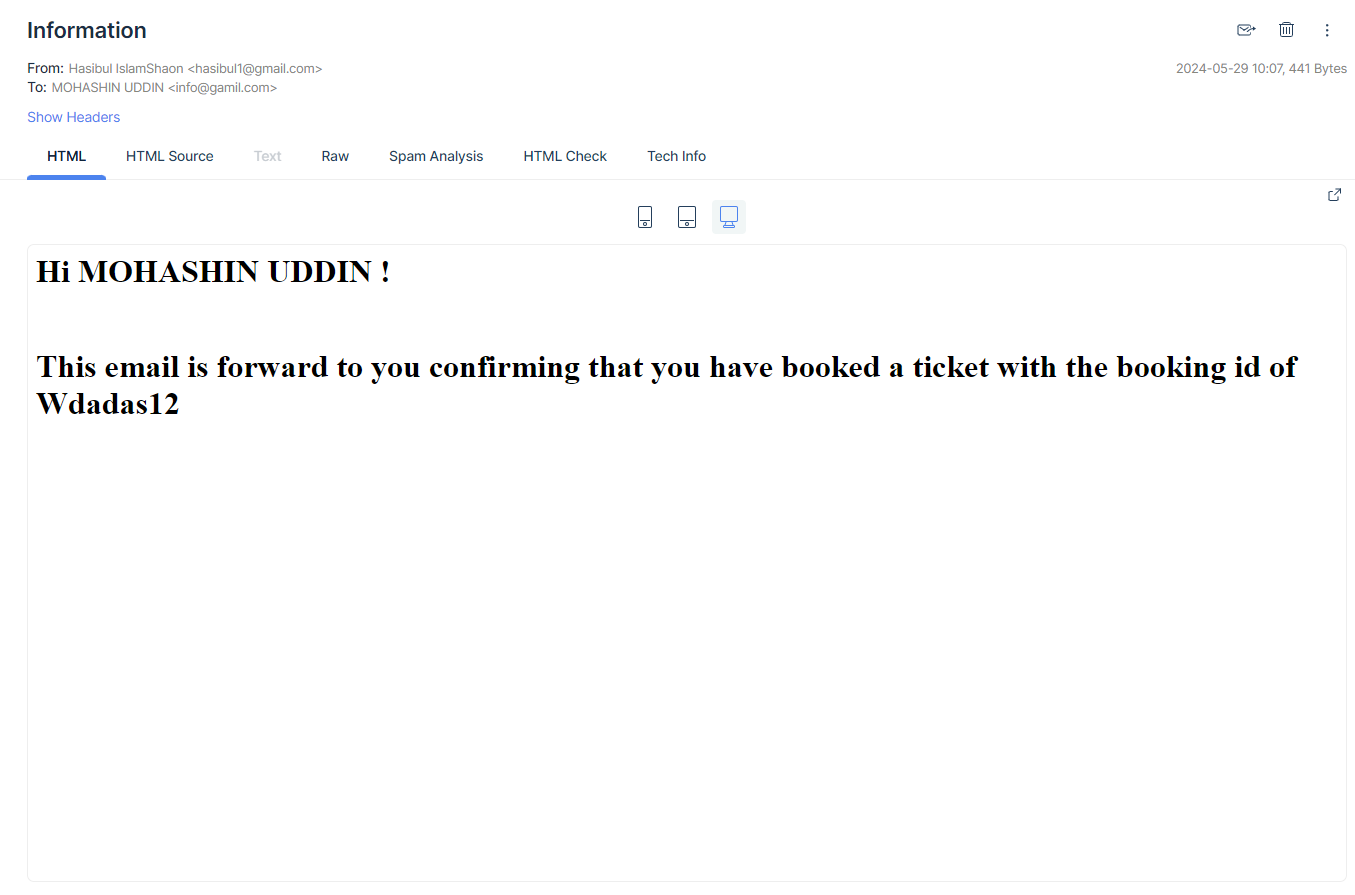 Information
From: Hasibul IslamShaon <hasibul1@gmail.com>
2024-05-29 10:07, 441 Bytes
To: MOHASHIN UDDIN <info@gamil.com>
Show Headers
HTML HTML Source Text Raw Spam Analysis HTML Check Tech Info
Hi MOHASHIN UDDIN !
This email is forward to you confirming that you have booked a ticket with the booking id of
Wdadas12